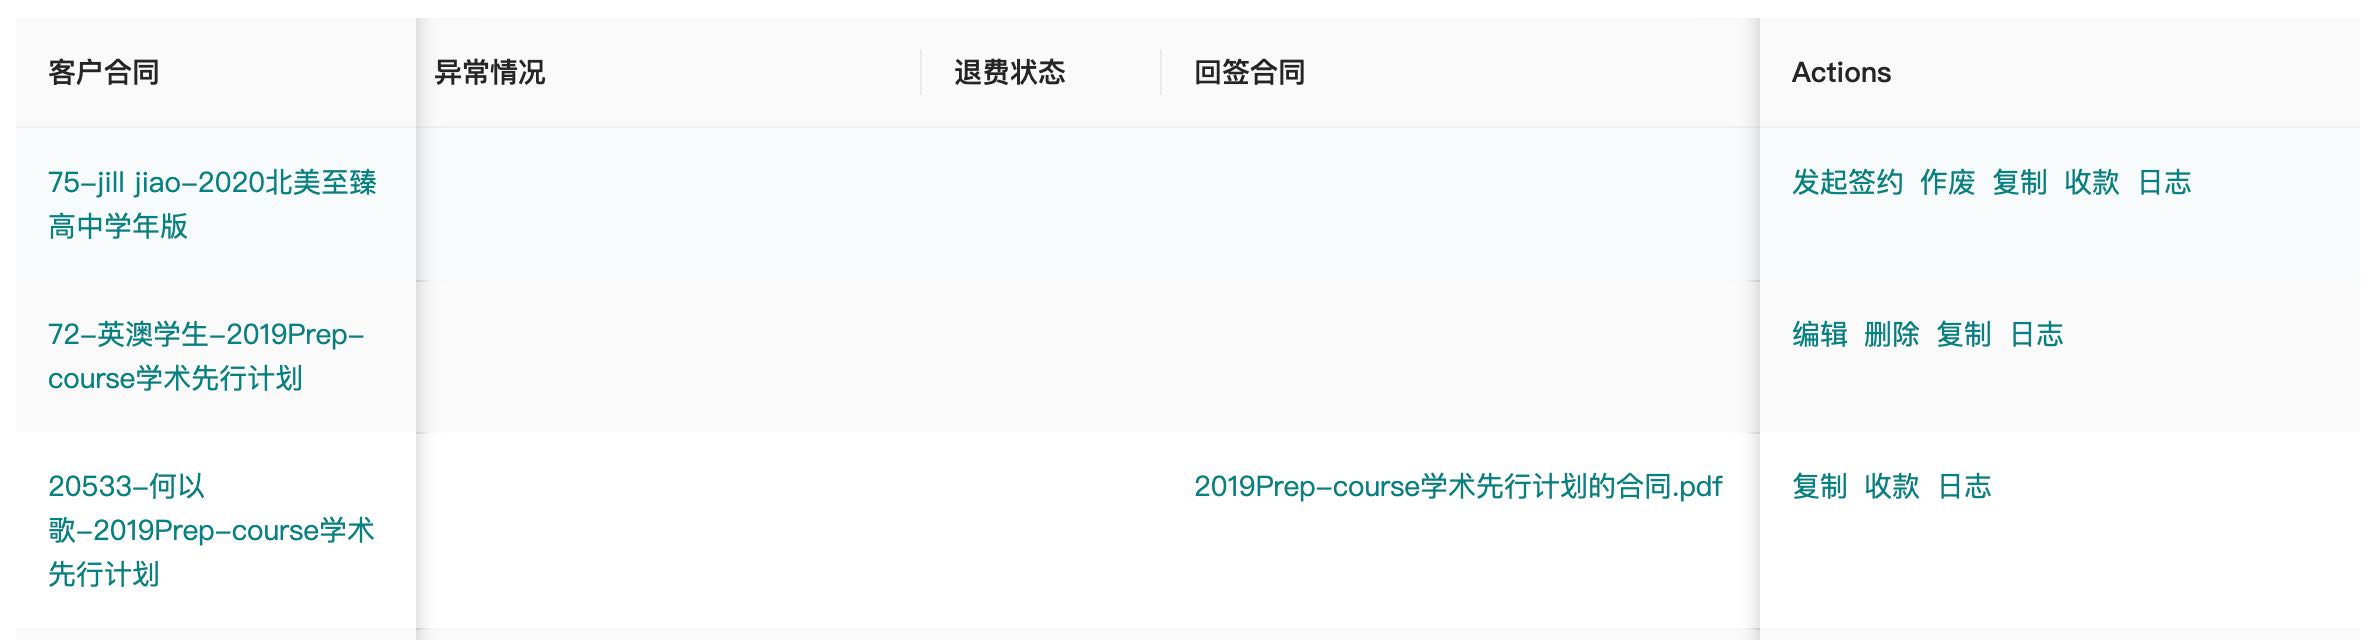 客户合同 异常情况 退费状态 回签合同 Actions
75-jill jiao-2020北美至臻 发起签约 作废 复制 收款 日志
高中学年版
72-英澳学生-2019Prep- 编辑 删除 复制 日志
course学术先行计划
20533-何以 2019Prep-course学术先行计划的合同.pdf 复制 收款 日志
歌-2019Prep-course学术
先行计划